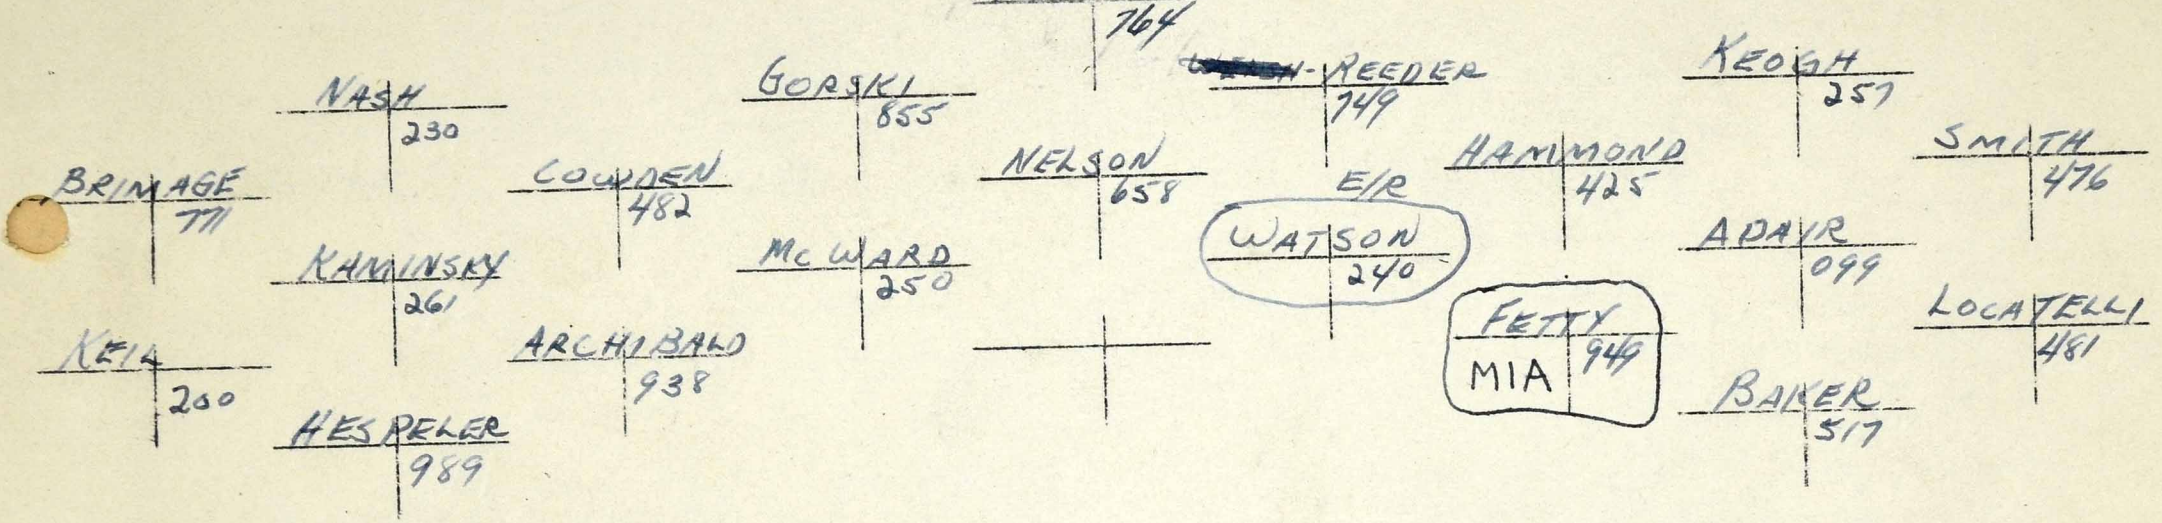 764
REEDER
749
KEOGH
257
NASH
230
GORSKI
855
SMITH
476
HAMMOND
425
NELSON
658
COWDEN
482
BRIMAGE
771
E/R
WATSON
240
ADAIR
099
MCWARD
250
KAMINSKY
261
LOCATELLI
481
FETTY
949
MIA
ARCHIBALD
938
KEIL
200
BAKER
517
HESPELER
989